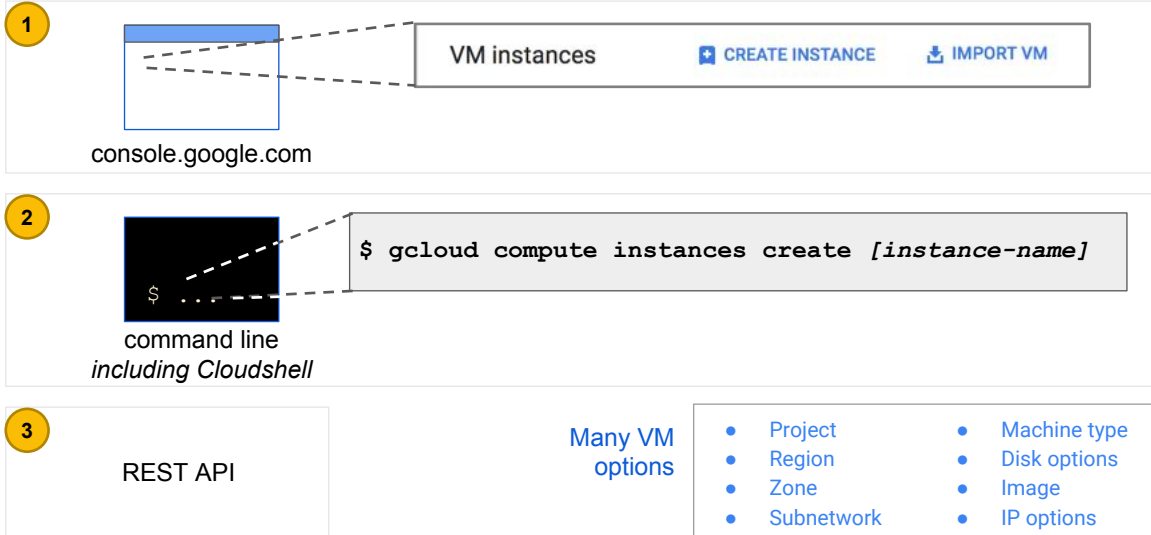 1
VM instances
CREATE INSTANCE
IMPORT VM
console.google.com
2
$ gcloud compute instances create [instance-name]
$ ...
command line
including Cloudshell
3
REST API
Many VM
options
● Project
● Region
● Zone
● Subnetwork
● Machine type
● Disk options
● Image
● IP options